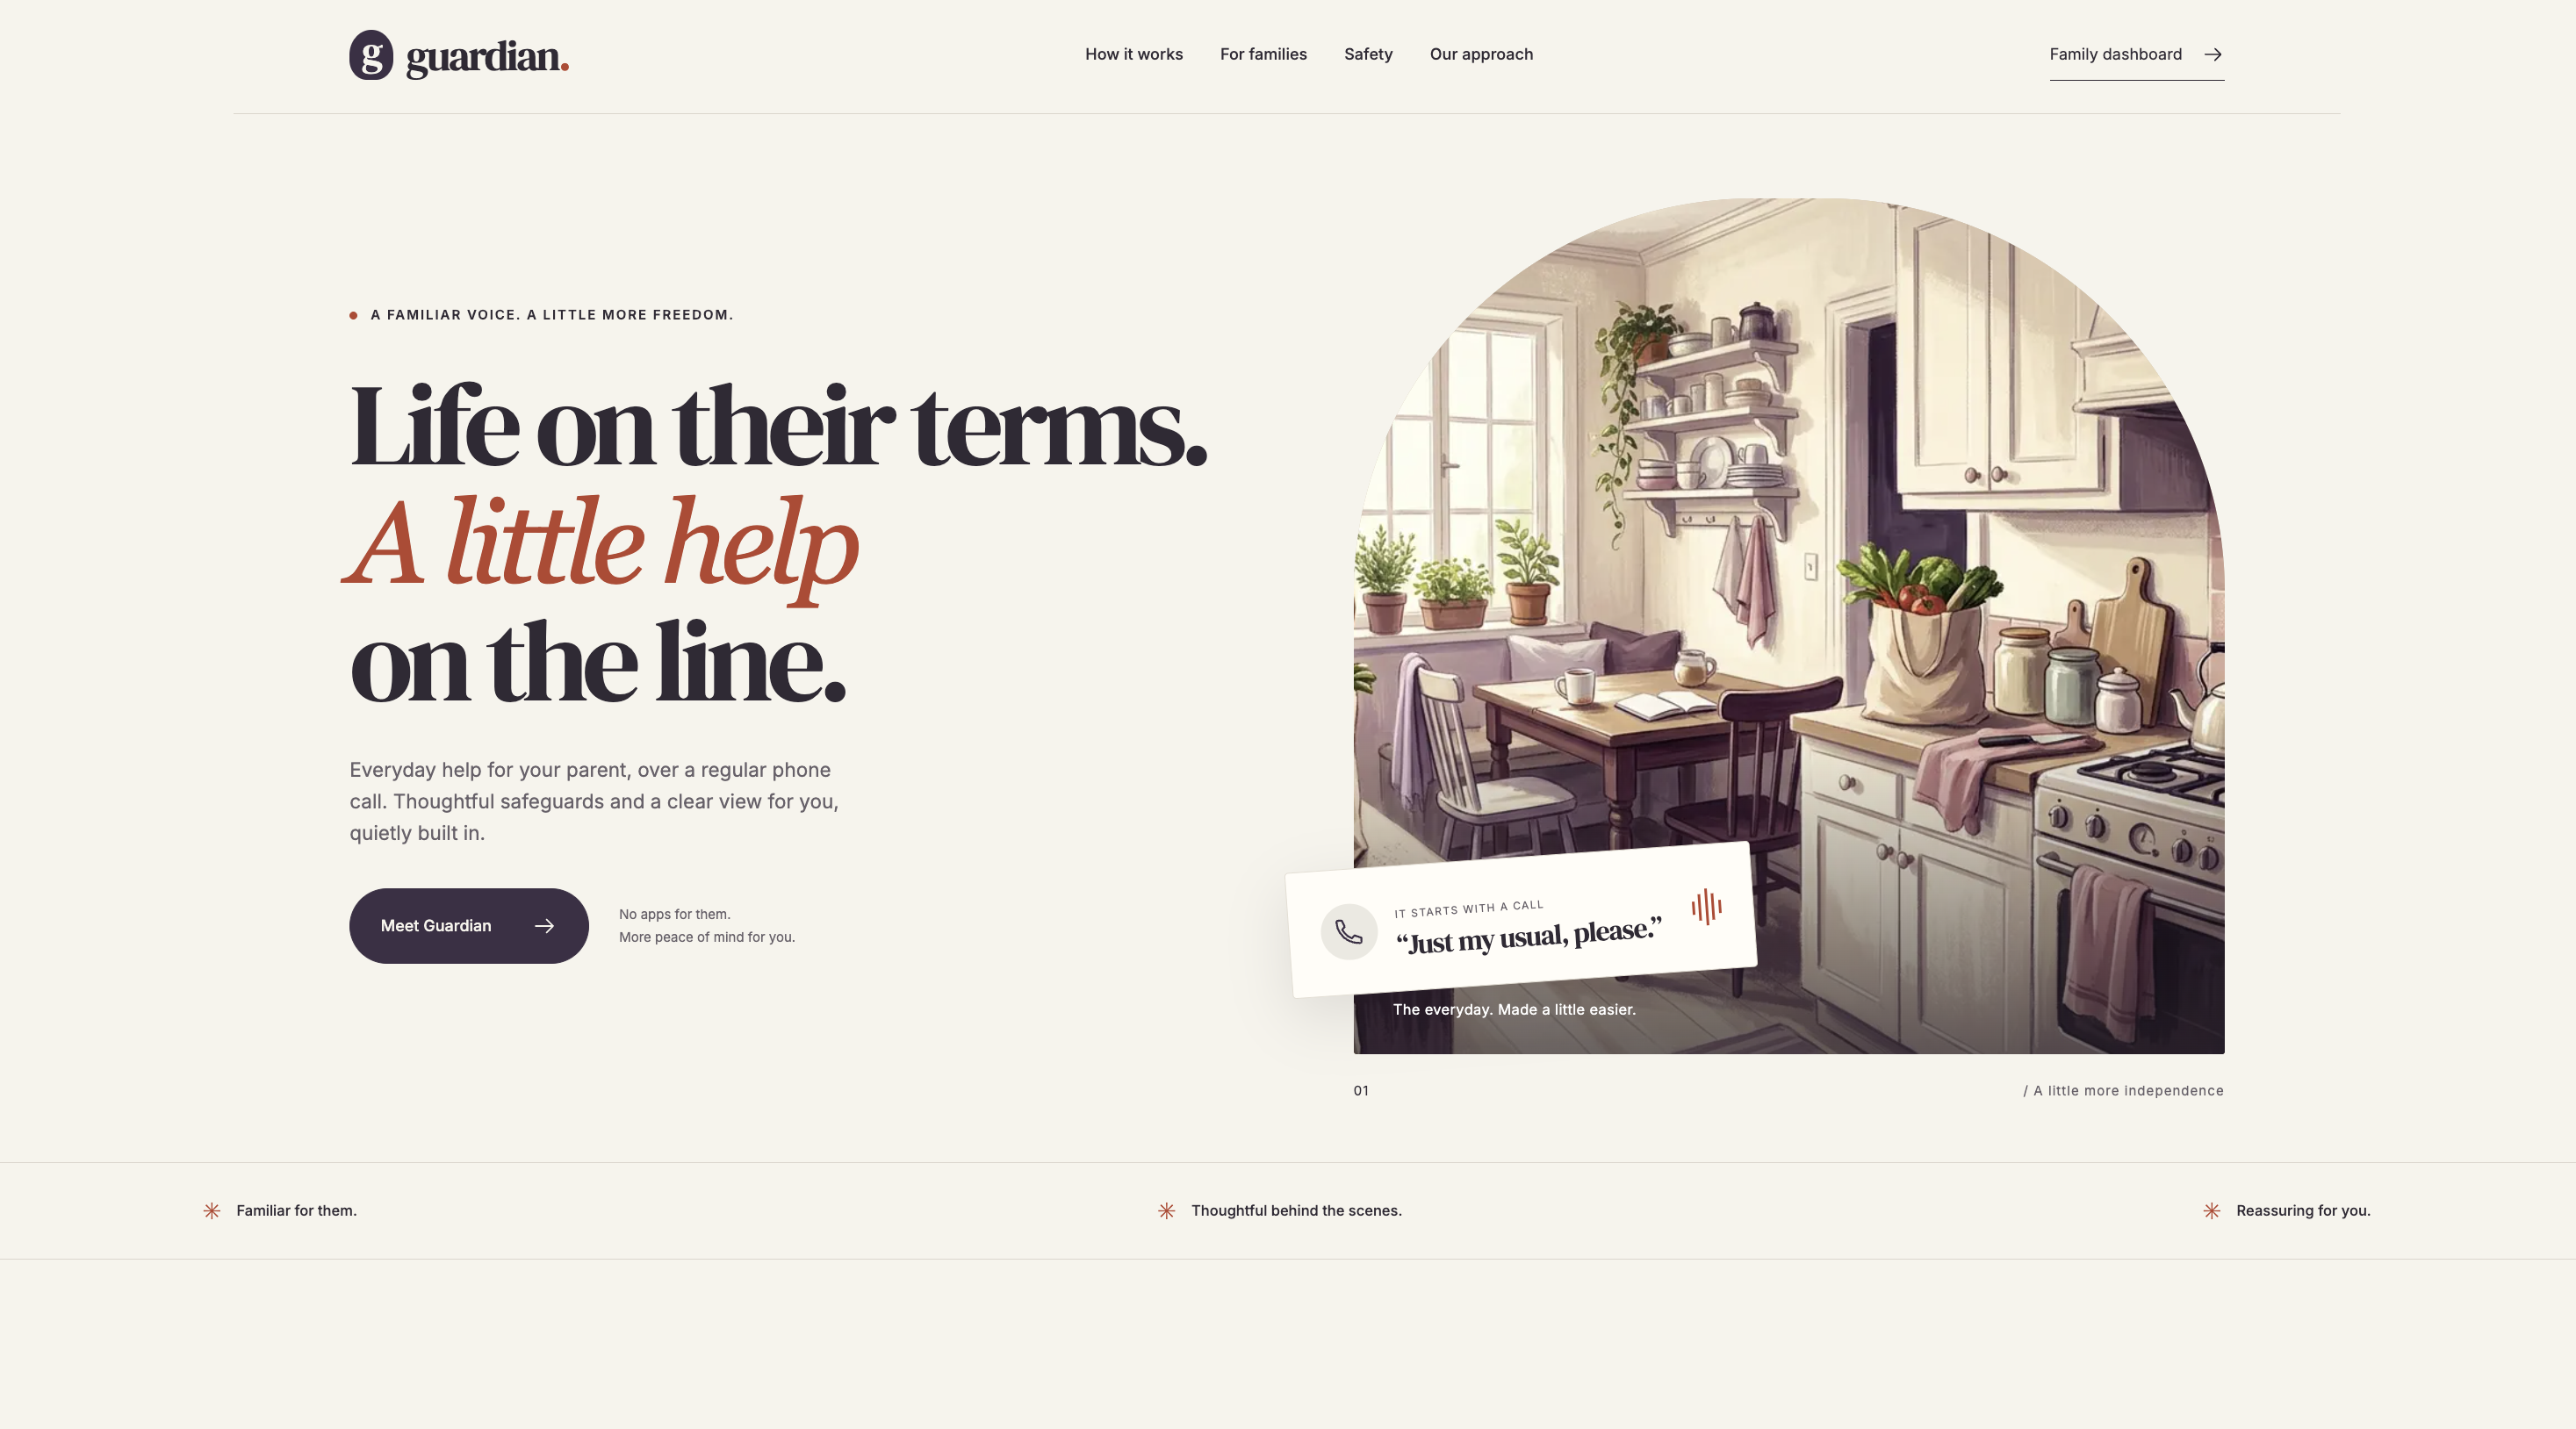 g guardian.
How it works
For families
Safety
Our approach
Family dashboard
A FAMILIAR VOICE. A LITTLE MORE FREEDOM.
Life on their terms.
A little help
on the line.
Everyday help for your parent, over a regular phone
call. Thoughtful safeguards and a clear view for you,
quietly built in.
Meet Guardian
No apps for them.
More peace of mind for you.
IT STARTS WITH A CALL
“Just my usual, please.”
The everyday. Made a little easier.
01
/ A little more independence
Familiar for them.
Thoughtful behind the scenes.
Reassuring for you.